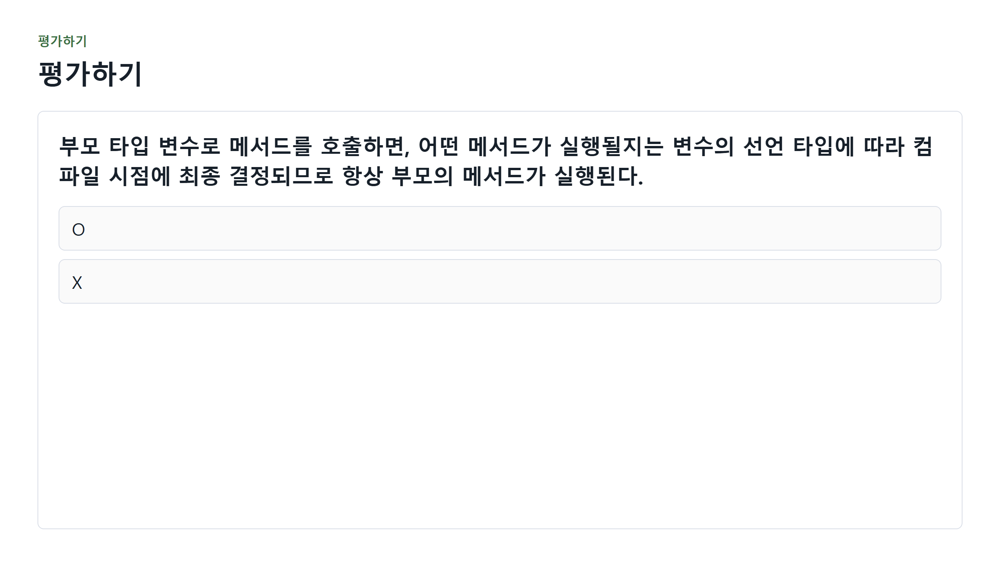 평가하기
평가하기
부모 타입 변수로 메서드를 호출하면, 어떤 메서드가 실행될지는 변수의 선언 타입에 따라 컴
파일 시점에 최종 결정되므로 항상 부모의 메서드가 실행된다.
O
X